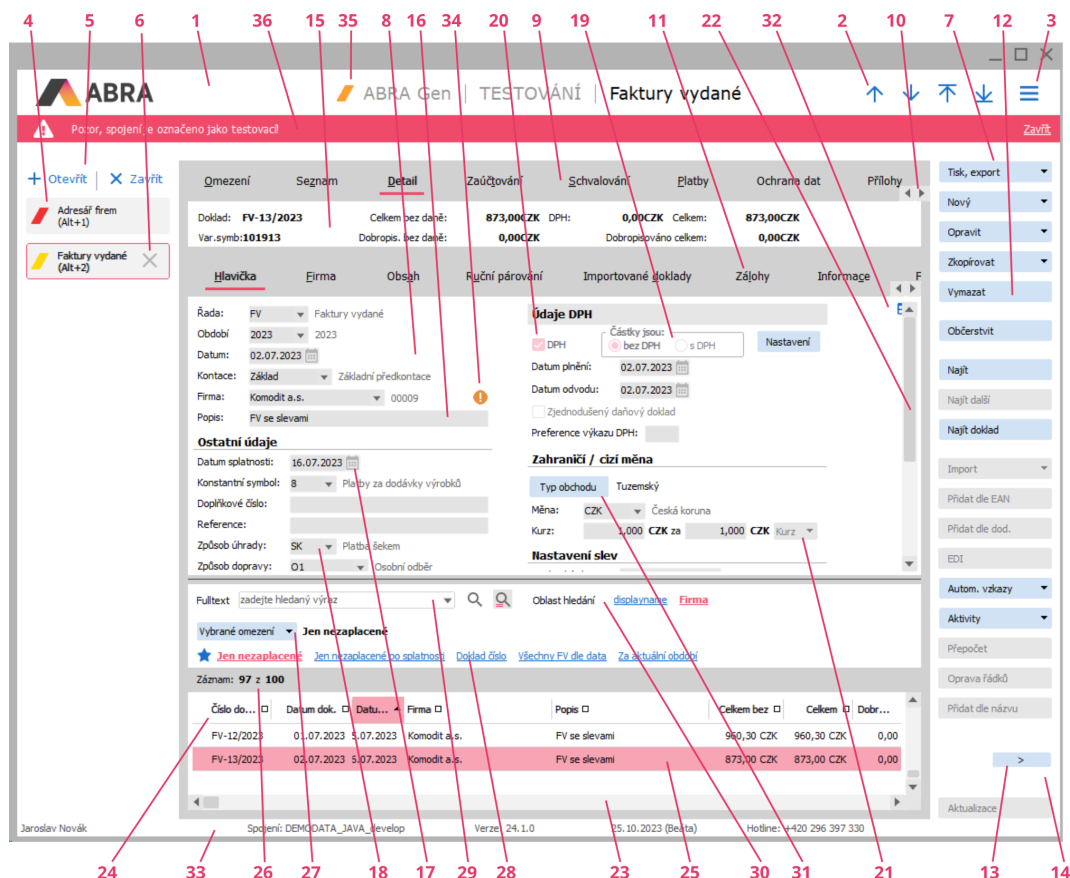 4 5 6 1 36 15 35 8 16 34 20 9 19 11 22 32 2 10 7 12 3
ABRA
ABRA Gen | TESTOVÁNÍ | Faktury vydané
Pozor, spojení je označeno jako testovací! Zavřít
Otevřít | Zavřít
Adresář firem
(Alt+1)
Faktury vydané
(Alt+2)
Omezení Seznam Detail Zaúčtování Schvalování Platby Ochrana dat Přílohy
Doklad: FV-13/2023 Celkem bez daně: 873,00CZK DPH: 0,00CZK Celkem: 873,00CZK
Var.symb:101913 Dobropis. bez daně: 0,00CZK Dobropisováno celkem: 0,00CZK
Hlavička Firma Obsah Ruční párování Importované doklady Zálohy Informace F
Řada: FV Faktury vydané
Období 2023 2023
Datum: 02.07.2023
Kontace: Základ Základní předkontace
Firma: Komodit a.s. 00009
Popis: FV se slevami
Ostatní údaje
Datum splatnosti: 16.07.2023
Konstantní symbol: 8 Platby za dodávky výrobků
Doplňkové číslo:
Reference:
Způsob úhrady: SK Platba šekem
Způsob dopravy: O1 Osobní odběr
Údaje DPH
DPH Částky jsou: bez DPH s DPH Nastavení
Datum plnění: 02.07.2023
Datum odvodu: 02.07.2023
Zjednodušený daňový doklad
Preference výkazu DPH:
Zahraničí / cizí měna
Typ obchodu Tuzemský
Měna: CZK Česká koruna
Kurz: 1,000 CZK za 1,000 CZK Kurz
Nastavení slev
Fulltext zadejte hledaný výraz Oblast hledání displayname Firma
Vybrané omezení Jen nezaplacené
Jen nezaplacené Jen nezaplacené po splatnosti Doklad číslo Všechny FV dle data Za aktuální období
Záznam: 97 z 100
Číslo do... Datum dok. Datu... Firma Popis Celkem bez Celkem Dobr...
FV-12/2023 01.07.2023 5.07.2023 Komodit a.s. FV se slevami 960,30 CZK 960,30 CZK 0,00
FV-13/2023 02.07.2023 5.07.2023 Komodit a.s. FV se slevami 873,00 CZK 873,00 CZK 0,00
Tisk, export
Nový
Opravit
Zkopírovat
Vymazat
Občerstvit
Najít
Najít další
Najít doklad
Import
Přidat dle EAN
Přidat dle dod.
EDI
Autom. vzkazy
Aktivity
Přepočet
Oprava řádků
Přidat dle názvu
>
Aktualizace
Jaroslav Novák Spojení: DEMODATA_JAVA_develop Verze: 24.1.0 25.10.2023 (Beáta) Hotline: +420 296 397 330
24 33 26 27 18 17 29 28 23 25 30 31 21 13 14